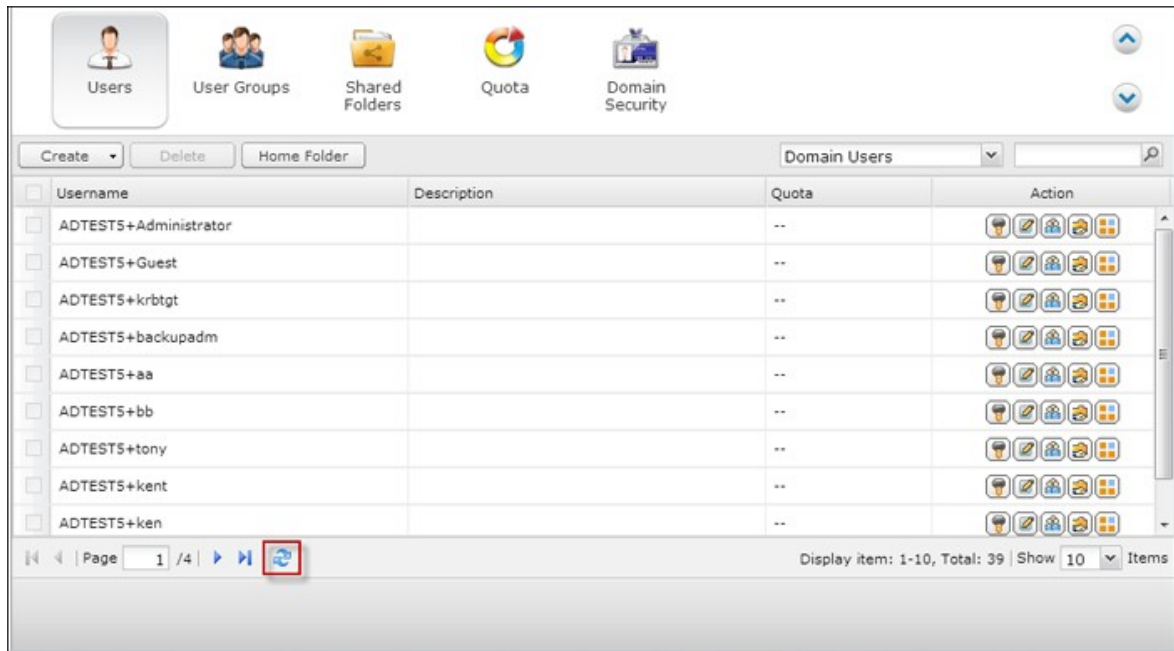 Users
User Groups
Shared
Folders
Quota
Domain
Security
Create
Delete
Home Folder
Domain Users
Username Description Quota Action
ADTEST5+Administrator --
ADTEST5+Guest --
ADTEST5+krbtgt --
ADTEST5+backupadm --
ADTEST5+aa --
ADTEST5+bb --
ADTEST5+tony --
ADTEST5+kent --
ADTEST5+ken --
Page 1 /4 Display item: 1-10, Total: 39 | Show 10 Items